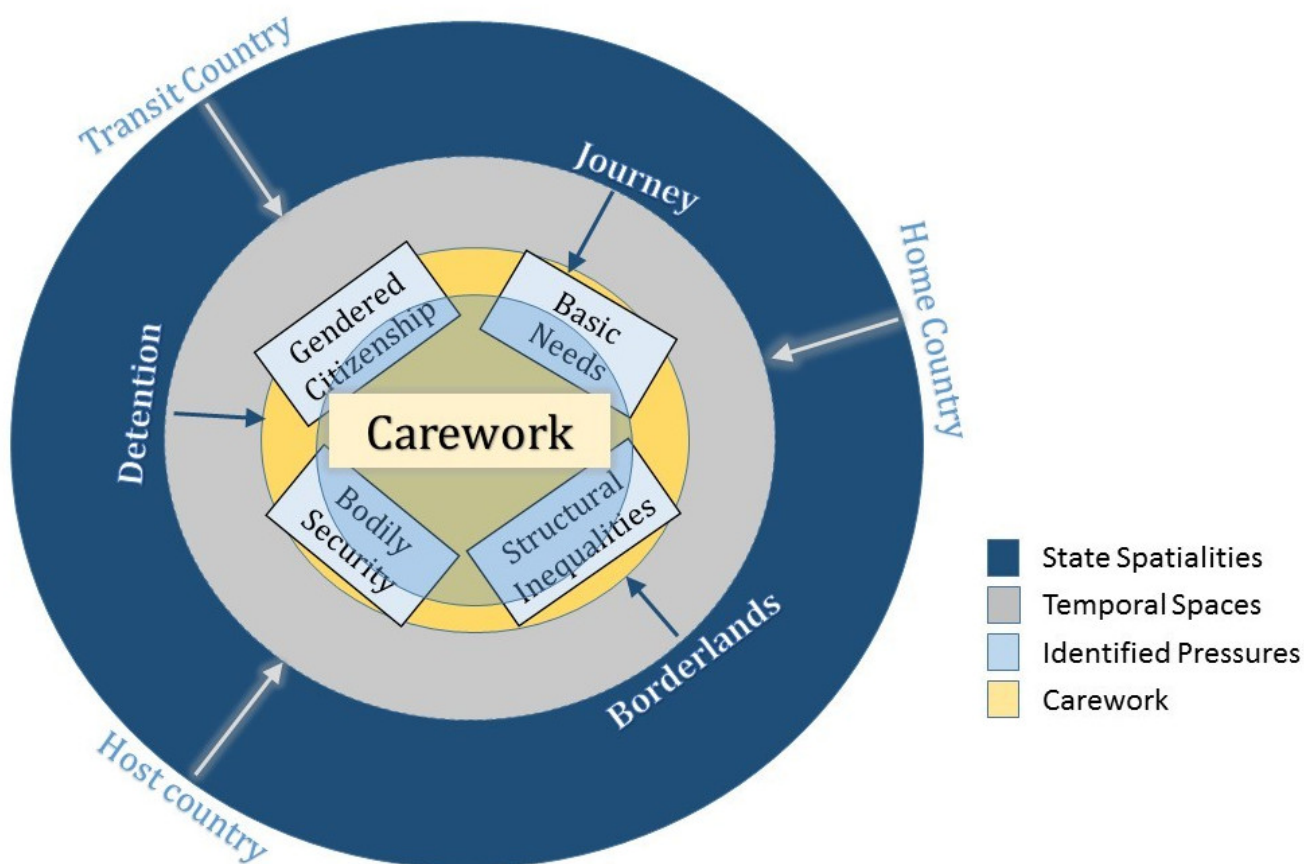 Transit Country
Journey
Home Country
Gendered
Citizenship
Basic
Needs
Detention
Carework
Bodily
Security
Structural
Inequalities
Borderlands
Host country
State Spatialities
Temporal Spaces
Identified Pressures
Carework